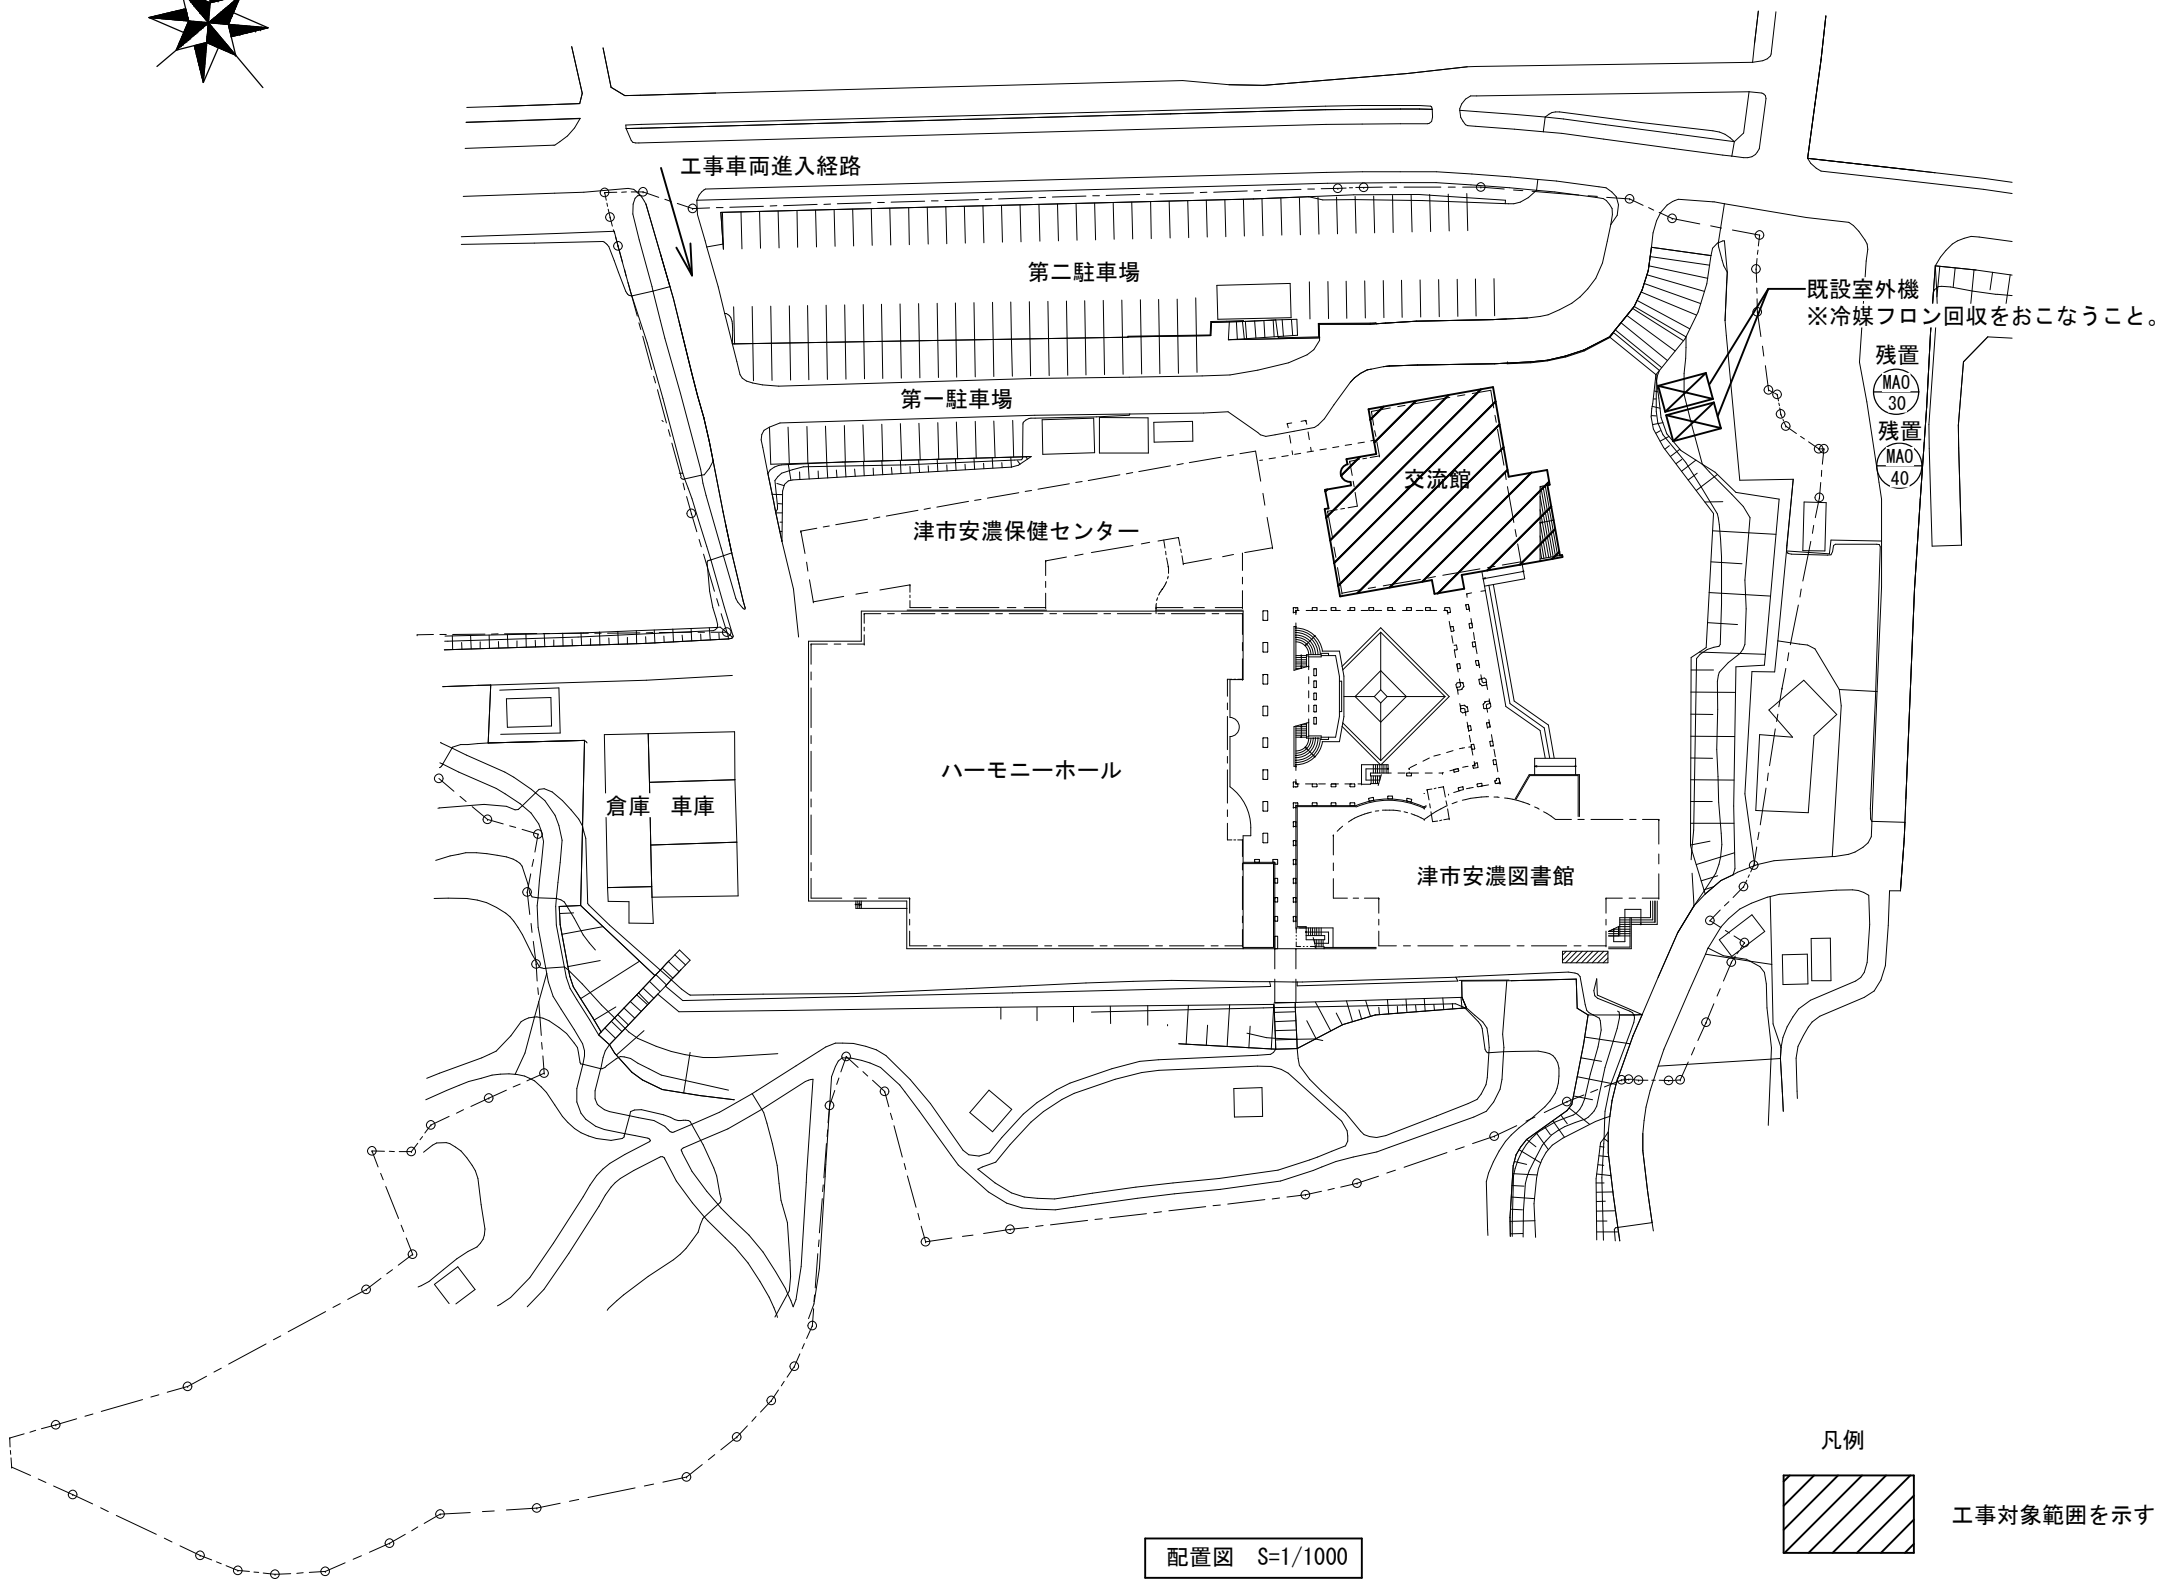 工事車両進入経路
第二駐車場
既設室外機
※冷媒フロン回収をおこなうこと。
残置
MAO
30
第一駐車場
残置
MAO
40
交流館
津市安濃保健センター
ハーモニーホール
倉庫 車庫
津市安濃図書館
凡例
工事対象範囲を示す
配置図 S=1/1000